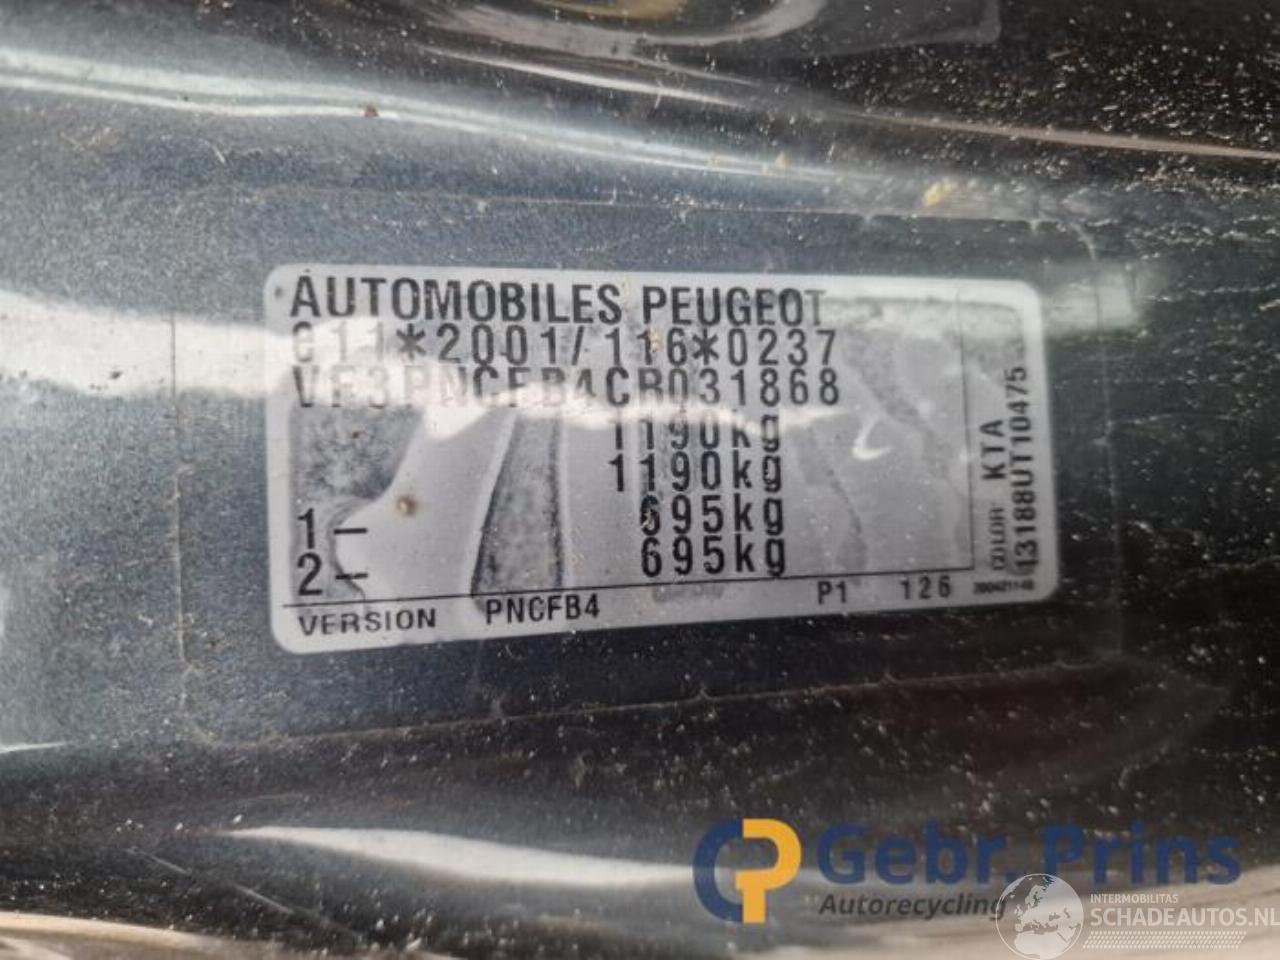 AUTOMOBILES PEUGEOT
e11*2001/116*0237
VF3PNCFB4CR031868
1190kg
1190kg
1- 695kg
2- 695kg
VERSION PNCFB4 P1 126
COLOR KTA
13188UT10475
Gebr. Prins
Autorecycling
INTERMOBILITAS
SCHADEAUTOS.NL